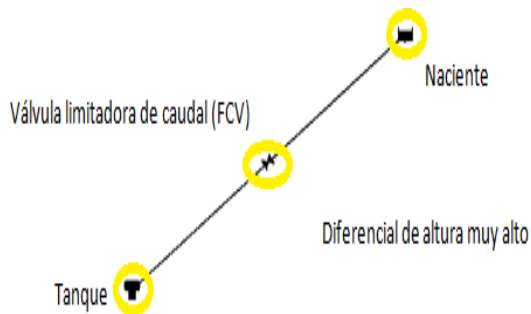 Naciente
Válvula limitadora de caudal (FCV)
Diferencial de altura muy alto
Tanque